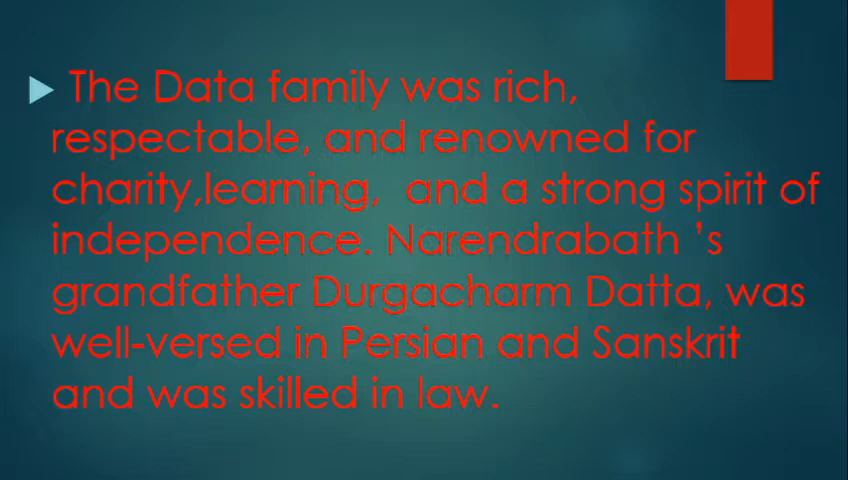 The Data family was rich,
respectable, and renowned for
charity,learning,  and a strong spirit of
independence. Narendrabath 's
grandfather Durgacharm Datta, was
well-versed in Persian and Sanskrit
and was skilled in law.